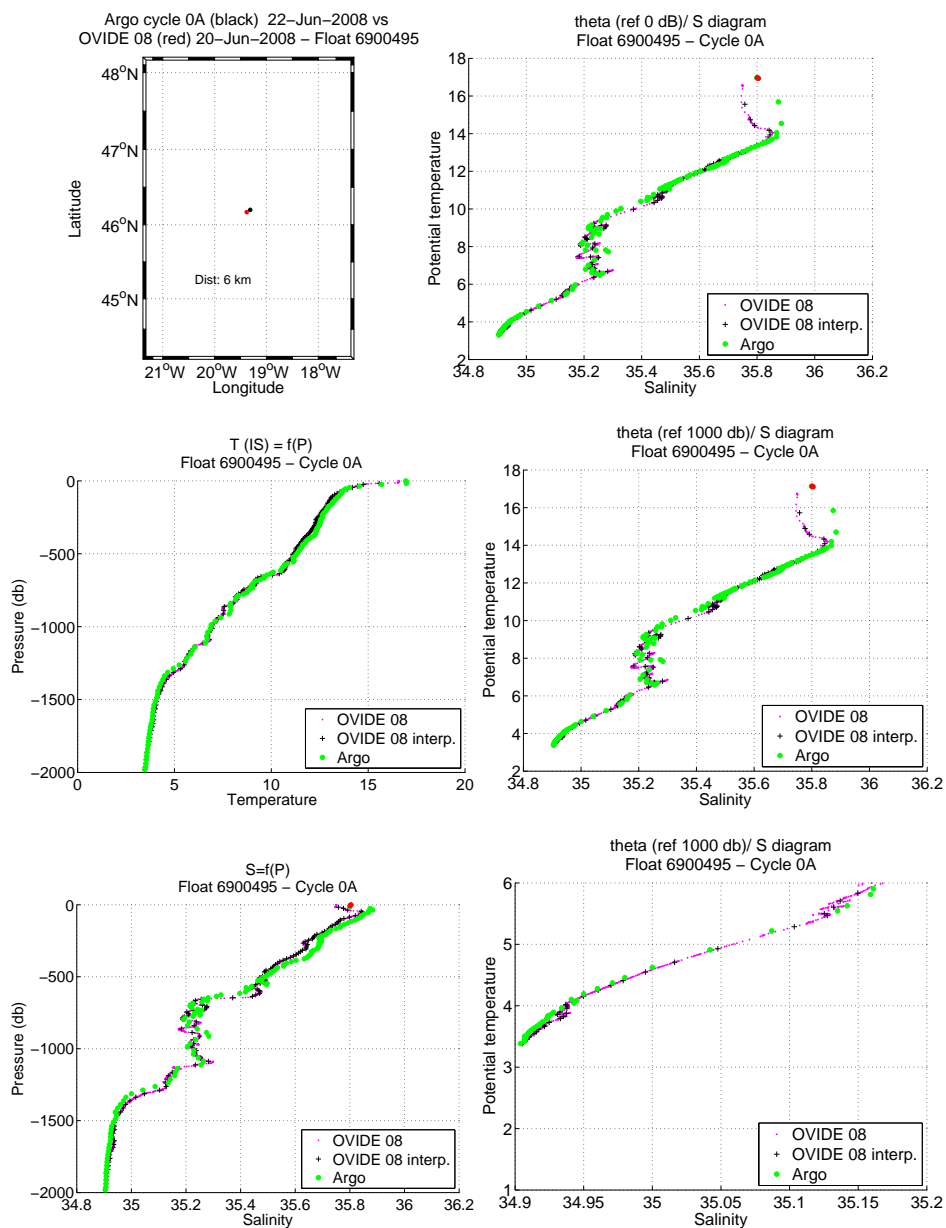 Argo cycle 0A (black)  22−Jun−2008 vs
OVIDE 08 (red) 20−Jun−2008 − Float 6900495
48°N
47°N
46°N
45°N
Latitude
Dist: 6 km
21°W 20°W 19°W 18°W
Longitude
theta (ref 0 dB)/ S diagram
Float 6900495 − Cycle 0A
18
16
14
12
10
8
6
4
2
Potential temperature
OVIDE 08
OVIDE 08 interp.
Argo
34.8 35 35.2 35.4 35.6 35.8 36 36.2
Salinity
T (IS) = f(P)
Float 6900495 − Cycle 0A
0
−500
−1000
−1500
−2000
Pressure (db)
OVIDE 08
OVIDE 08 interp.
Argo
0 5 10 15 20
Temperature
theta (ref 1000 db)/ S diagram
Float 6900495 − Cycle 0A
18
16
14
12
10
8
6
4
2
Potential temperature
OVIDE 08
OVIDE 08 interp.
Argo
34.8 35 35.2 35.4 35.6 35.8 36 36.2
Salinity
S=f(P)
Float 6900495 − Cycle 0A
0
−500
−1000
−1500
−2000
Pressure (db)
OVIDE 08
OVIDE 08 interp.
Argo
34.8 35 35.2 35.4 35.6 35.8 36 36.2
Salinity
theta (ref 1000 db)/ S diagram
Float 6900495 − Cycle 0A
6
5
4
3
2
1
Potential temperature
OVIDE 08
OVIDE 08 interp.
Argo
34.9 34.95 35 35.05 35.1 35.15 35.2
Salinity